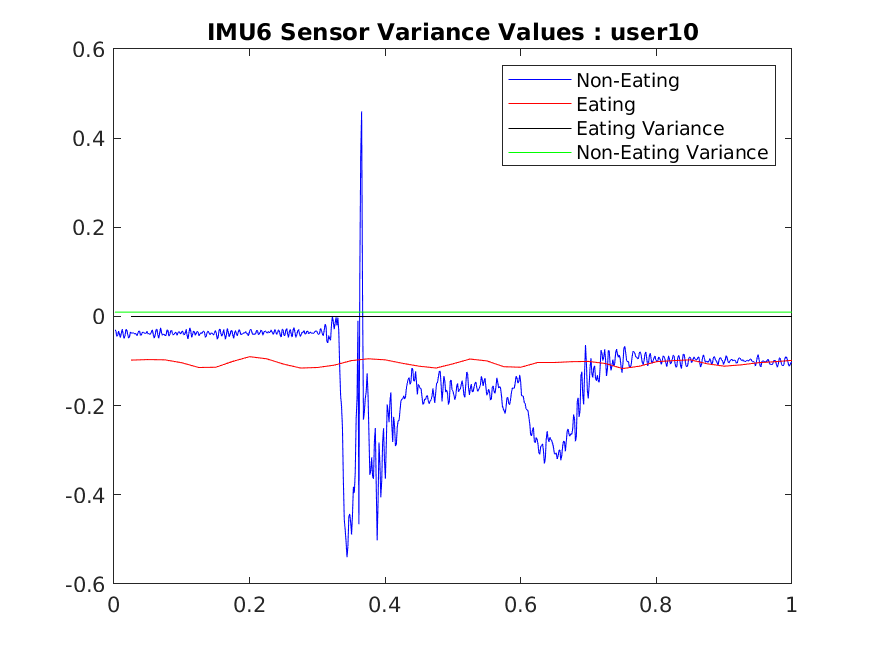 IMU6 Sensor Variance Values : user10
0.6
0.4
0.2
0
-0.2
-0.4
-0.6
Non-Eating
Eating
Eating Variance
Non-Eating Variance
0 0.2 0.4 0.6 0.8 1